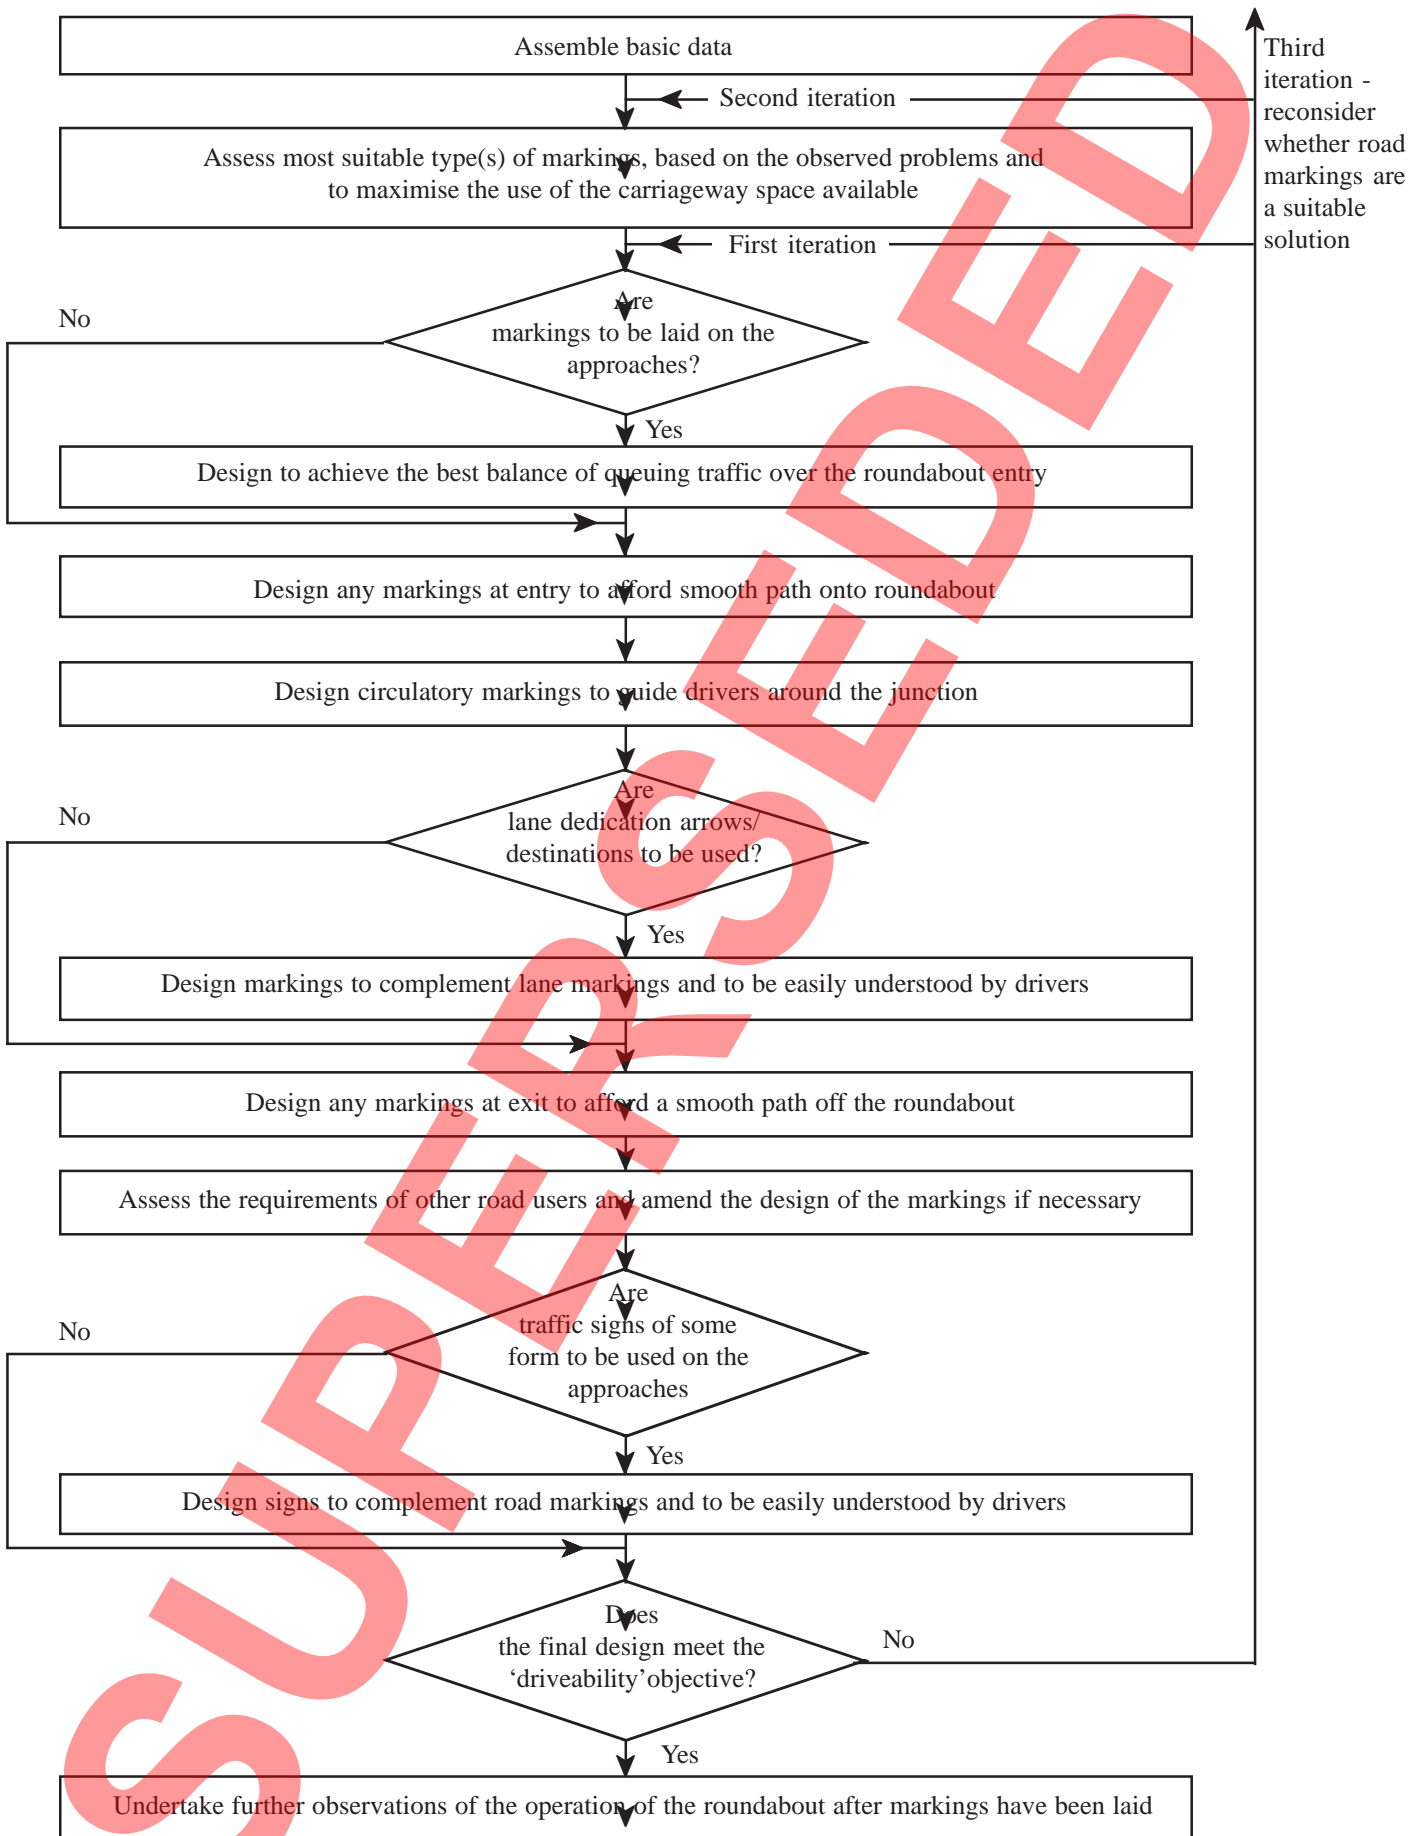 Assemble basic data
Third
iteration -
reconsider
whether road
markings are
a suitable
solution
Second iteration
Assess most suitable type(s) of markings, based on the observed problems and
to maximise the use of the carriageway space available
First iteration
Are
markings to be laid on the
approaches?
No
Yes
Design to achieve the best balance of queuing traffic over the roundabout entry
Design any markings at entry to afford smooth path onto roundabout
Design circulatory markings to guide drivers around the junction
Are
lane dedication arrows/
destinations to be used?
No
Yes
Design markings to complement lane markings and to be easily understood by drivers
Design any markings at exit to afford a smooth path off the roundabout
Assess the requirements of other road users and amend the design of the markings if necessary
Are
traffic signs of some
form to be used on the
approaches
No
Yes
Design signs to complement road markings and to be easily understood by drivers
Does
the final design meet the
‘driveability’objective?
No
Yes
Undertake further observations of the operation of the roundabout after markings have been laid
SUPERSEDED